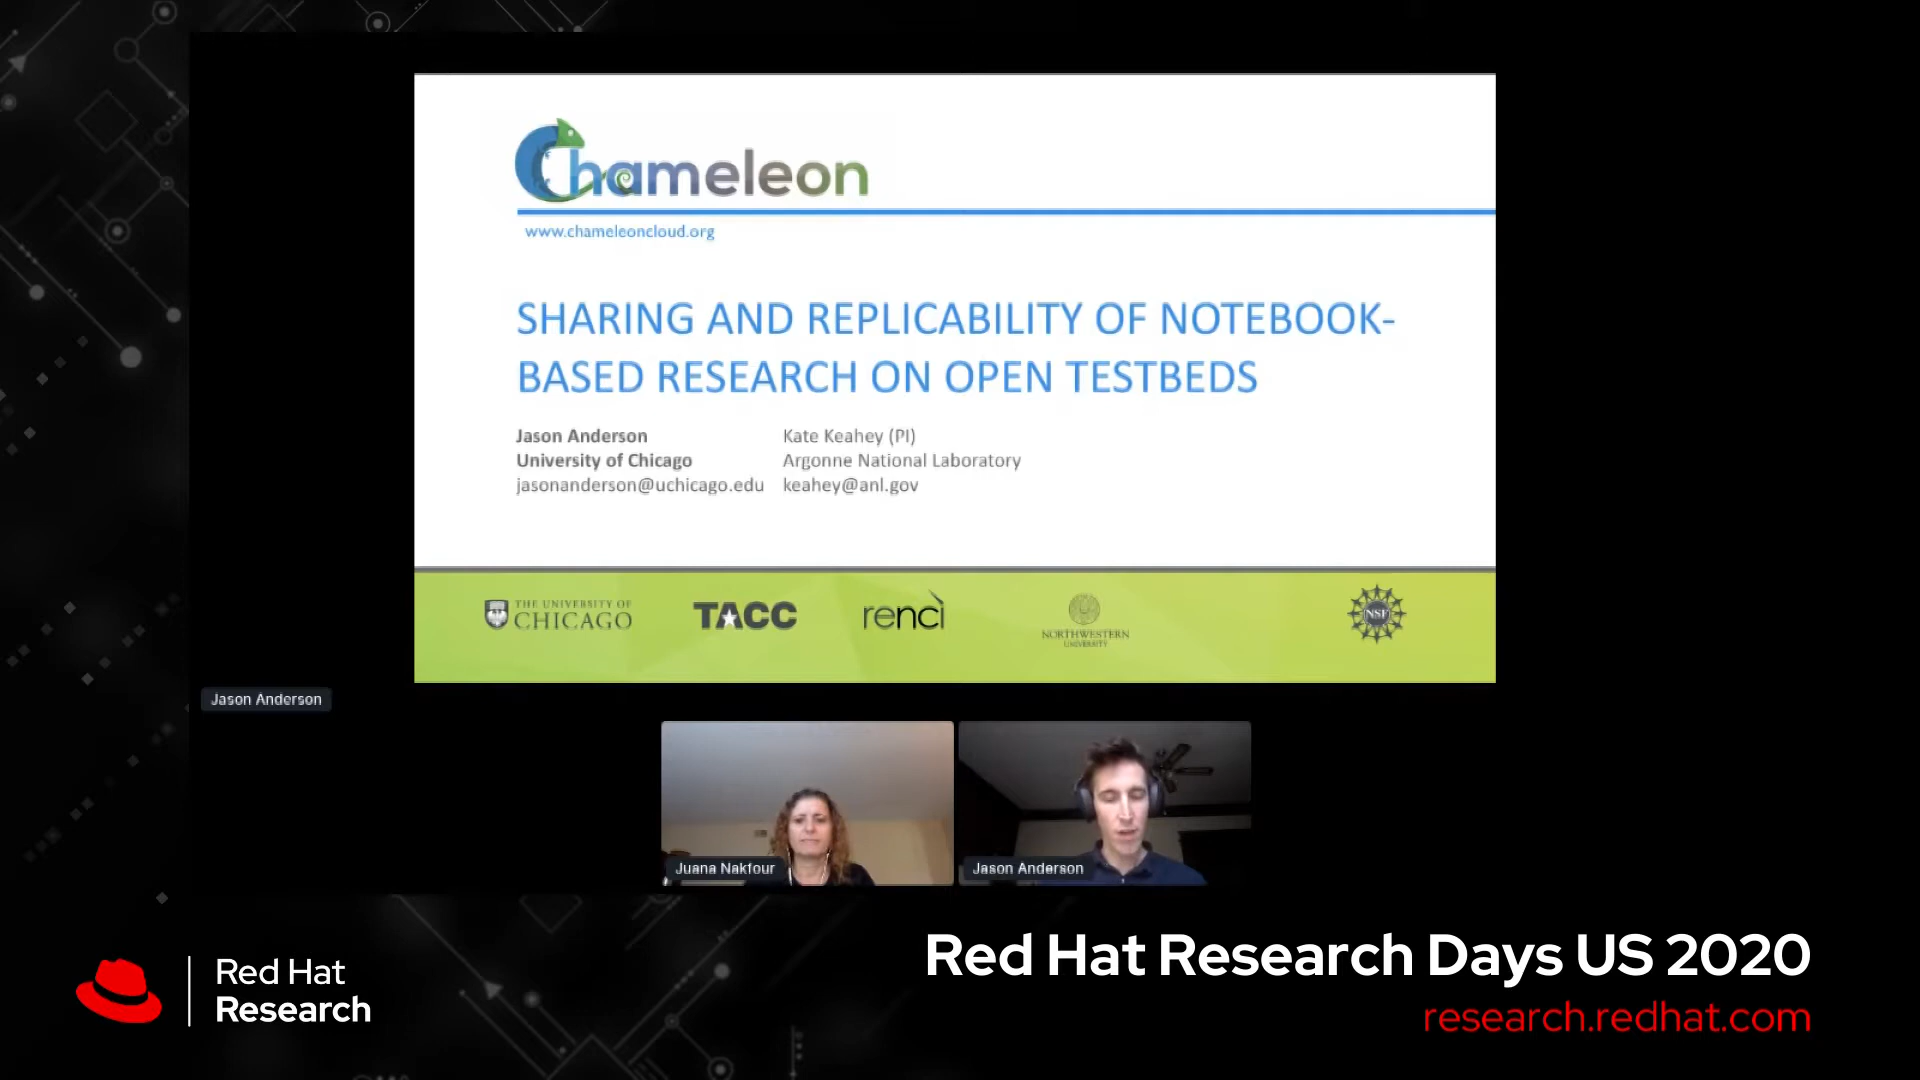 Chameleon
www.chameleoncloud.org
SHARING AND REPLICABILITY OF NOTEBOOK-
BASED RESEARCH ON OPEN TESTBEDS
Jason Anderson
University of Chicago
jasonanderson@uchicago.edu
Kate Keahey (PI)
Argonne National Laboratory
keahey@anl.gov
THE UNIVERSITY OF
CHICAGO
TACC
renci
NORTHWESTERN
UNIVERSITY
NSF
Jason Anderson
Juana Nakfour
Jason Anderson
Red Hat
Research
Red Hat Research Days US 2020
research.redhat.com